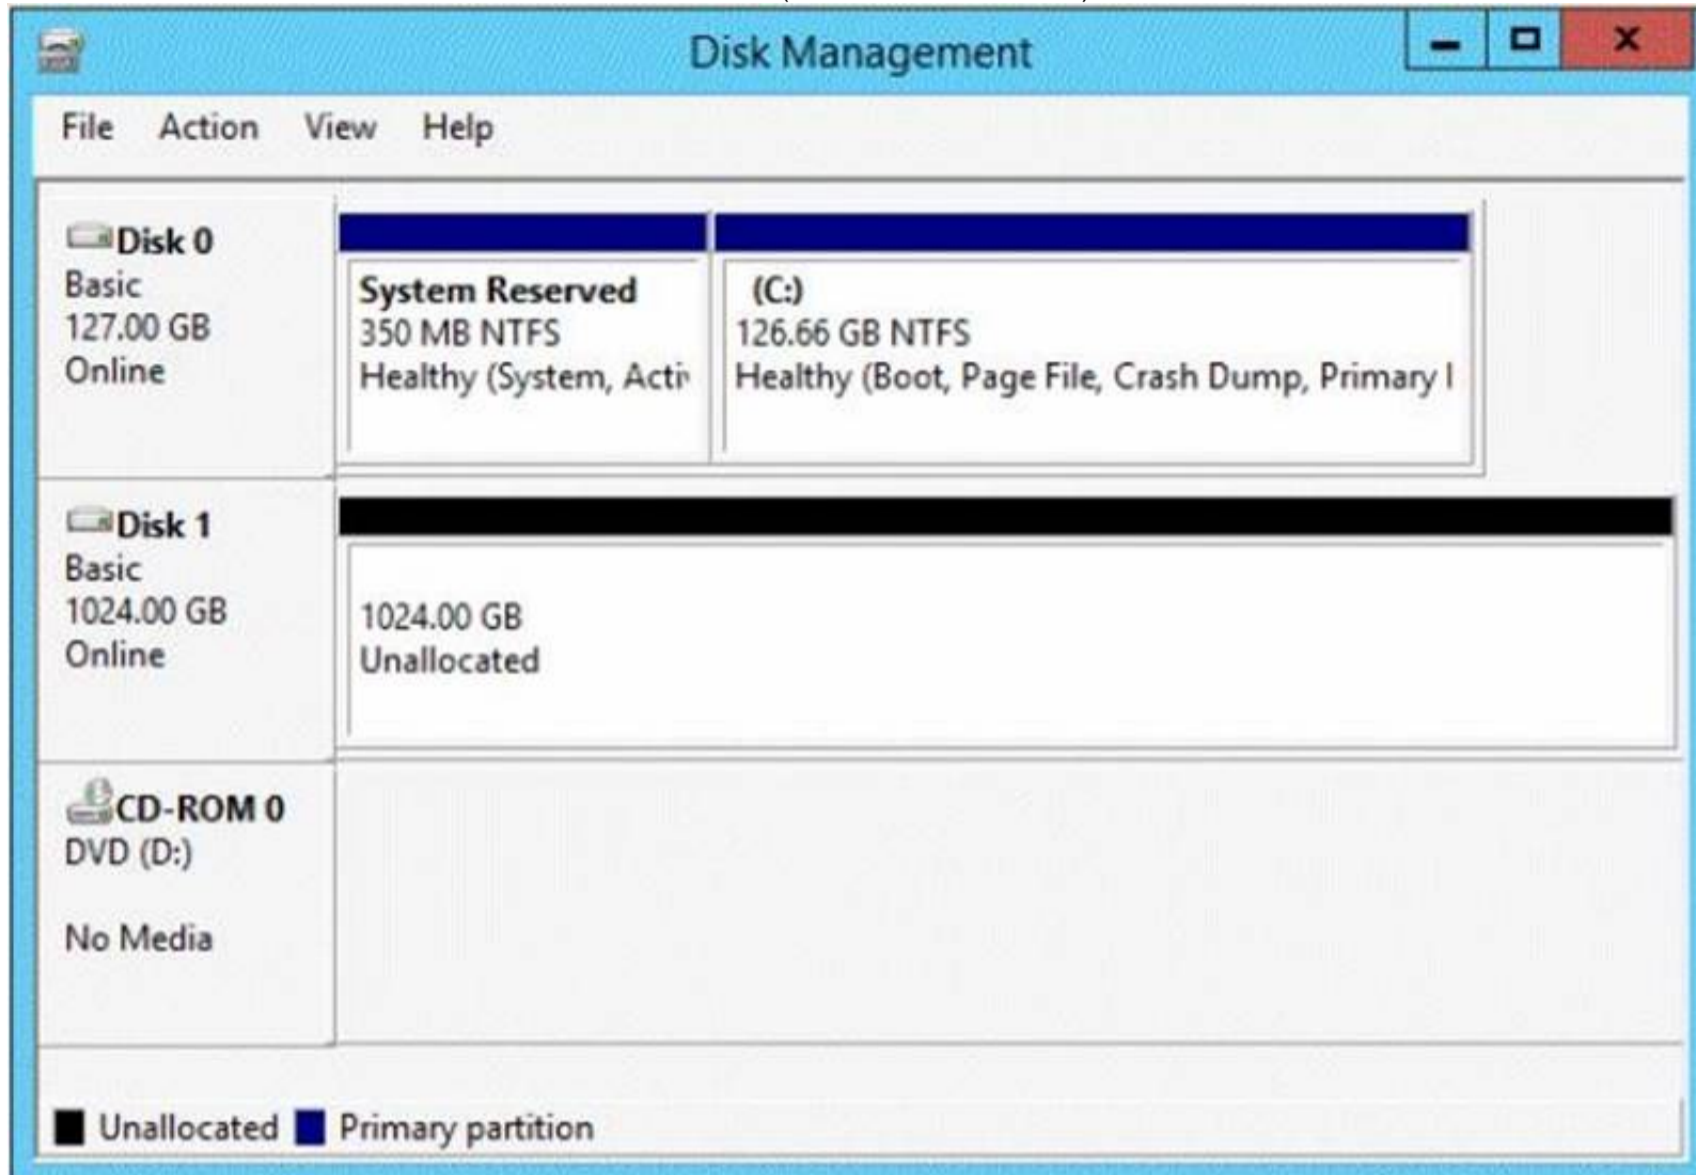 Disk Management
File Action View Help
Disk 0
Basic
127.00 GB
Online
System Reserved
350 MB NTFS
Healthy (System, Activ
(C:)
126.66 GB NTFS
Healthy (Boot, Page File, Crash Dump, Primary I
Disk 1
Basic
1024.00 GB
Online
1024.00 GB
Unallocated
CD-ROM 0
DVD (D:)
No Media
Unallocated Primary partition